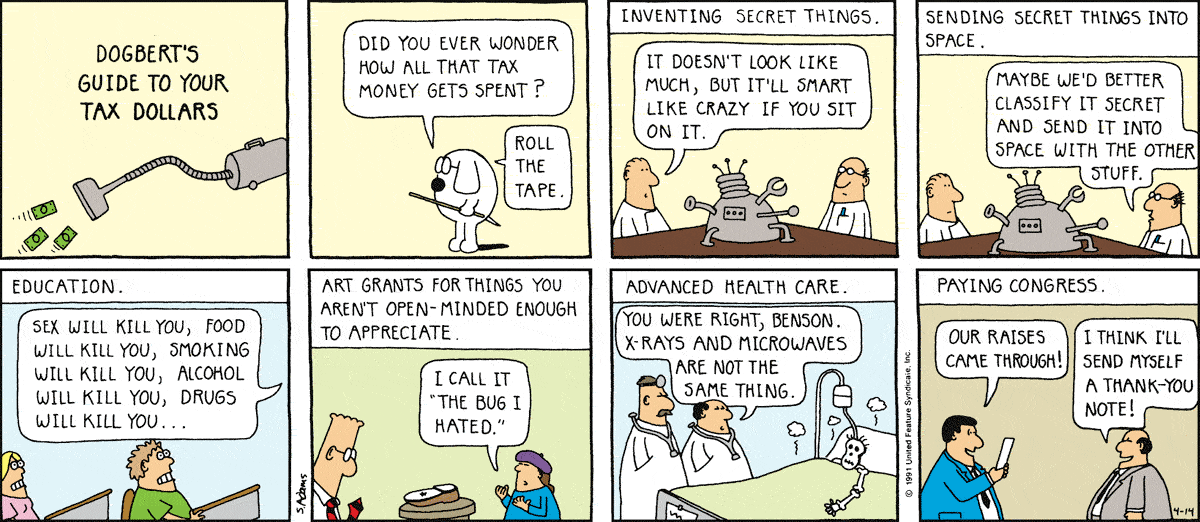 DOGBERT'S
GUIDE TO YOUR
TAX DOLLARS
DID YOU EVER WONDER
HOW ALL THAT TAX
MONEY GETS SPENT?
ROLL
THE
TAPE.
INVENTING SECRET THINGS.
IT DOESN'T LOOK LIKE
MUCH, BUT IT'LL SMART
LIKE CRAZY IF YOU SIT
ON IT.
SENDING SECRET THINGS INTO
SPACE.
MAYBE WE'D BETTER
CLASSIFY IT SECRET
AND SEND IT INTO
SPACE WITH THE OTHER
STUFF.
EDUCATION.
SEX WILL KILL YOU, FOOD
WILL KILL YOU, SMOKING
WILL KILL YOU, ALCOHOL
WILL KILL YOU, DRUGS
WILL KILL YOU...
S. Adams
ART GRANTS FOR THINGS YOU
AREN'T OPEN-MINDED ENOUGH
TO APPRECIATE.
I CALL IT
"THE BUG I
HATED."
ADVANCED HEALTH CARE.
YOU WERE RIGHT, BENSON.
X-RAYS AND MICROWAVES
ARE NOT THE
SAME THING.
© 1991 United Feature Syndicate, Inc.
PAYING CONGRESS.
OUR RAISES
CAME THROUGH!
I THINK I'LL
SEND MYSELF
A THANK-YOU
NOTE!
4-14